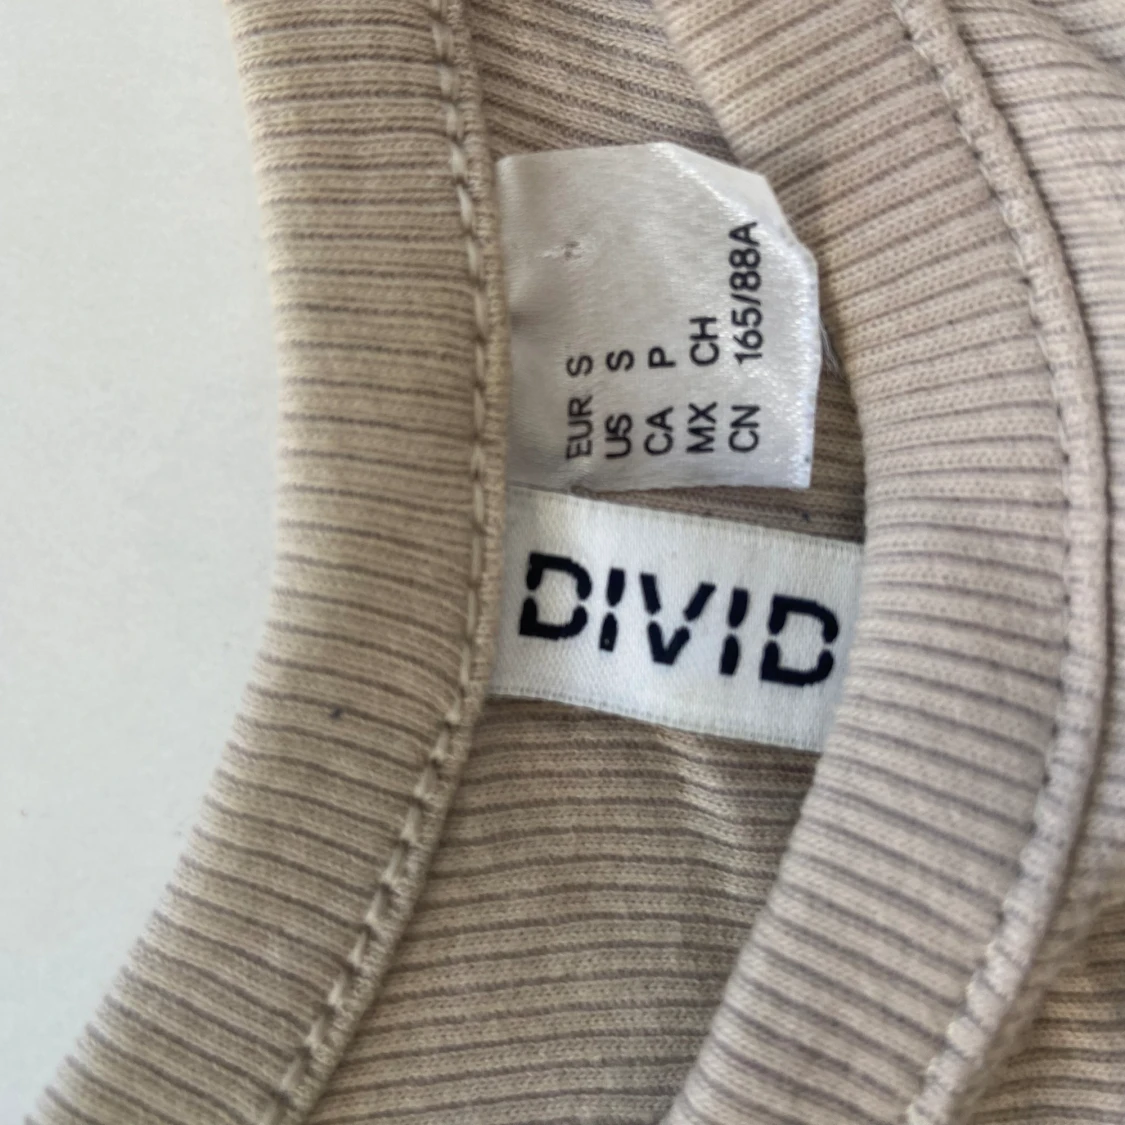 EUR S
US S
CA P
MX CH
CN 165/88A
DIVID